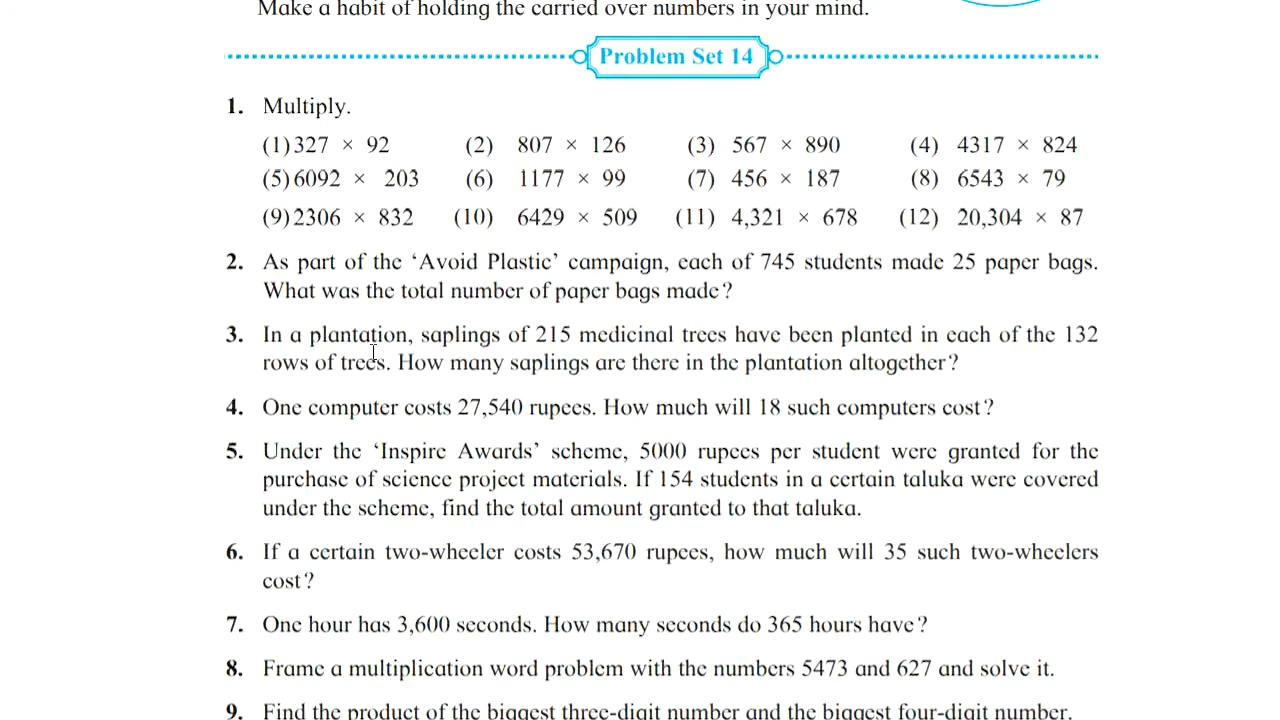 Make a habit of holding the carried over numbers in your mind.
Problem Set 14
1. Multiply.
(1)327 × 92 (2) 807 × 126 (3) 567 × 890 (4) 4317 × 824
(5)6092 × 203 (6) 1177 × 99 (7) 456 × 187 (8) 6543 × 79
(9)2306 × 832 (10) 6429 × 509 (11) 4,321 × 678 (12) 20,304 × 87
2. As part of the ‘Avoid Plastic’ campaign, each of 745 students made 25 paper bags.
What was the total number of paper bags made?
3. In a plantation, saplings of 215 medicinal trees have been planted in each of the 132
rows of trees. How many saplings are there in the plantation altogether?
4. One computer costs 27,540 rupees. How much will 18 such computers cost?
5. Under the ‘Inspire Awards’ scheme, 5000 rupees per student were granted for the
purchase of science project materials. If 154 students in a certain taluka were covered
under the scheme, find the total amount granted to that taluka.
6. If a certain two-wheeler costs 53,670 rupees, how much will 35 such two-wheelers
cost?
7. One hour has 3,600 seconds. How many seconds do 365 hours have?
8. Frame a multiplication word problem with the numbers 5473 and 627 and solve it.
9. Find the product of the biggest three-digit number and the biggest four-digit number.